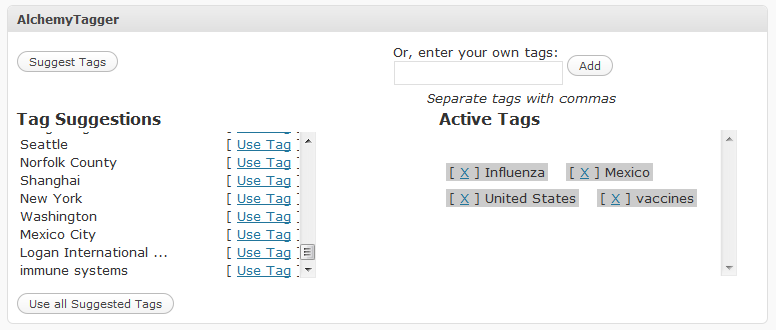 AlchemyTagger
Suggest Tags
Or, enter your own tags:
Add
Separate tags with commas
Tag Suggestions
Seattle [ Use Tag ]
Norfolk County [ Use Tag ]
Shanghai [ Use Tag ]
New York [ Use Tag ]
Washington [ Use Tag ]
Mexico City [ Use Tag ]
Logan International ... [ Use Tag ]
immune systems [ Use Tag ]
Use all Suggested Tags
Active Tags
[ X ] Influenza [ X ] Mexico
[ X ] United States [ X ] vaccines